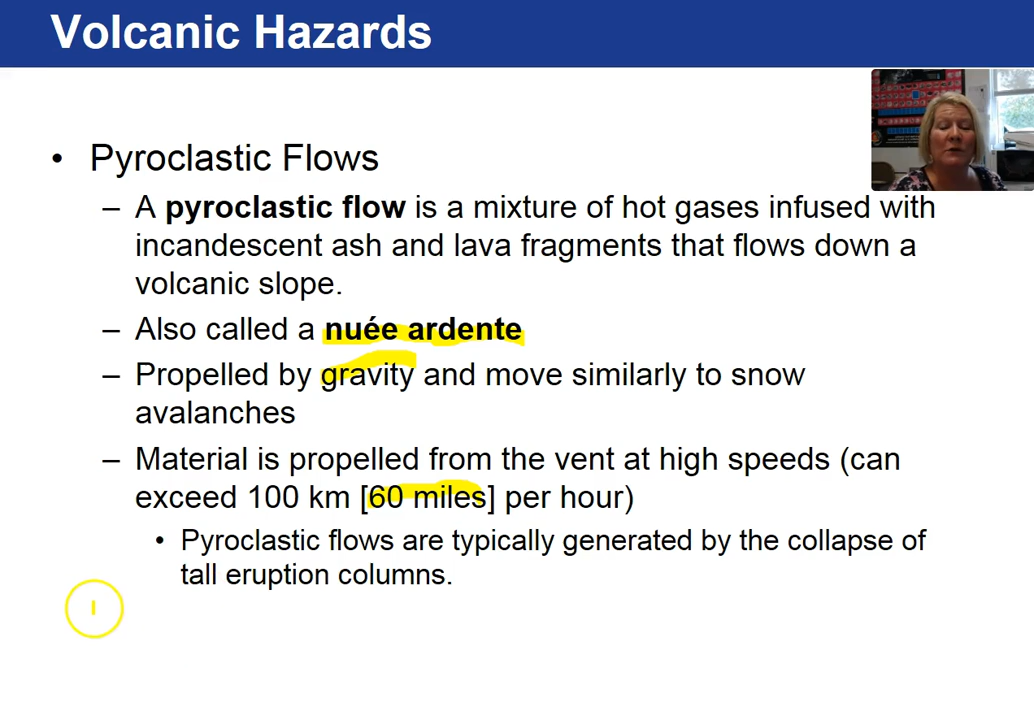 Volcanic Hazards
• Pyroclastic Flows
– A pyroclastic flow is a mixture of hot gases infused with
incandescent ash and lava fragments that flows down a
volcanic slope.
– Also called a nuée ardente
– Propelled by gravity and move similarly to snow
avalanches
– Material is propelled from the vent at high speeds (can
exceed 100 km [60 miles] per hour)
• Pyroclastic flows are typically generated by the collapse of
tall eruption columns.